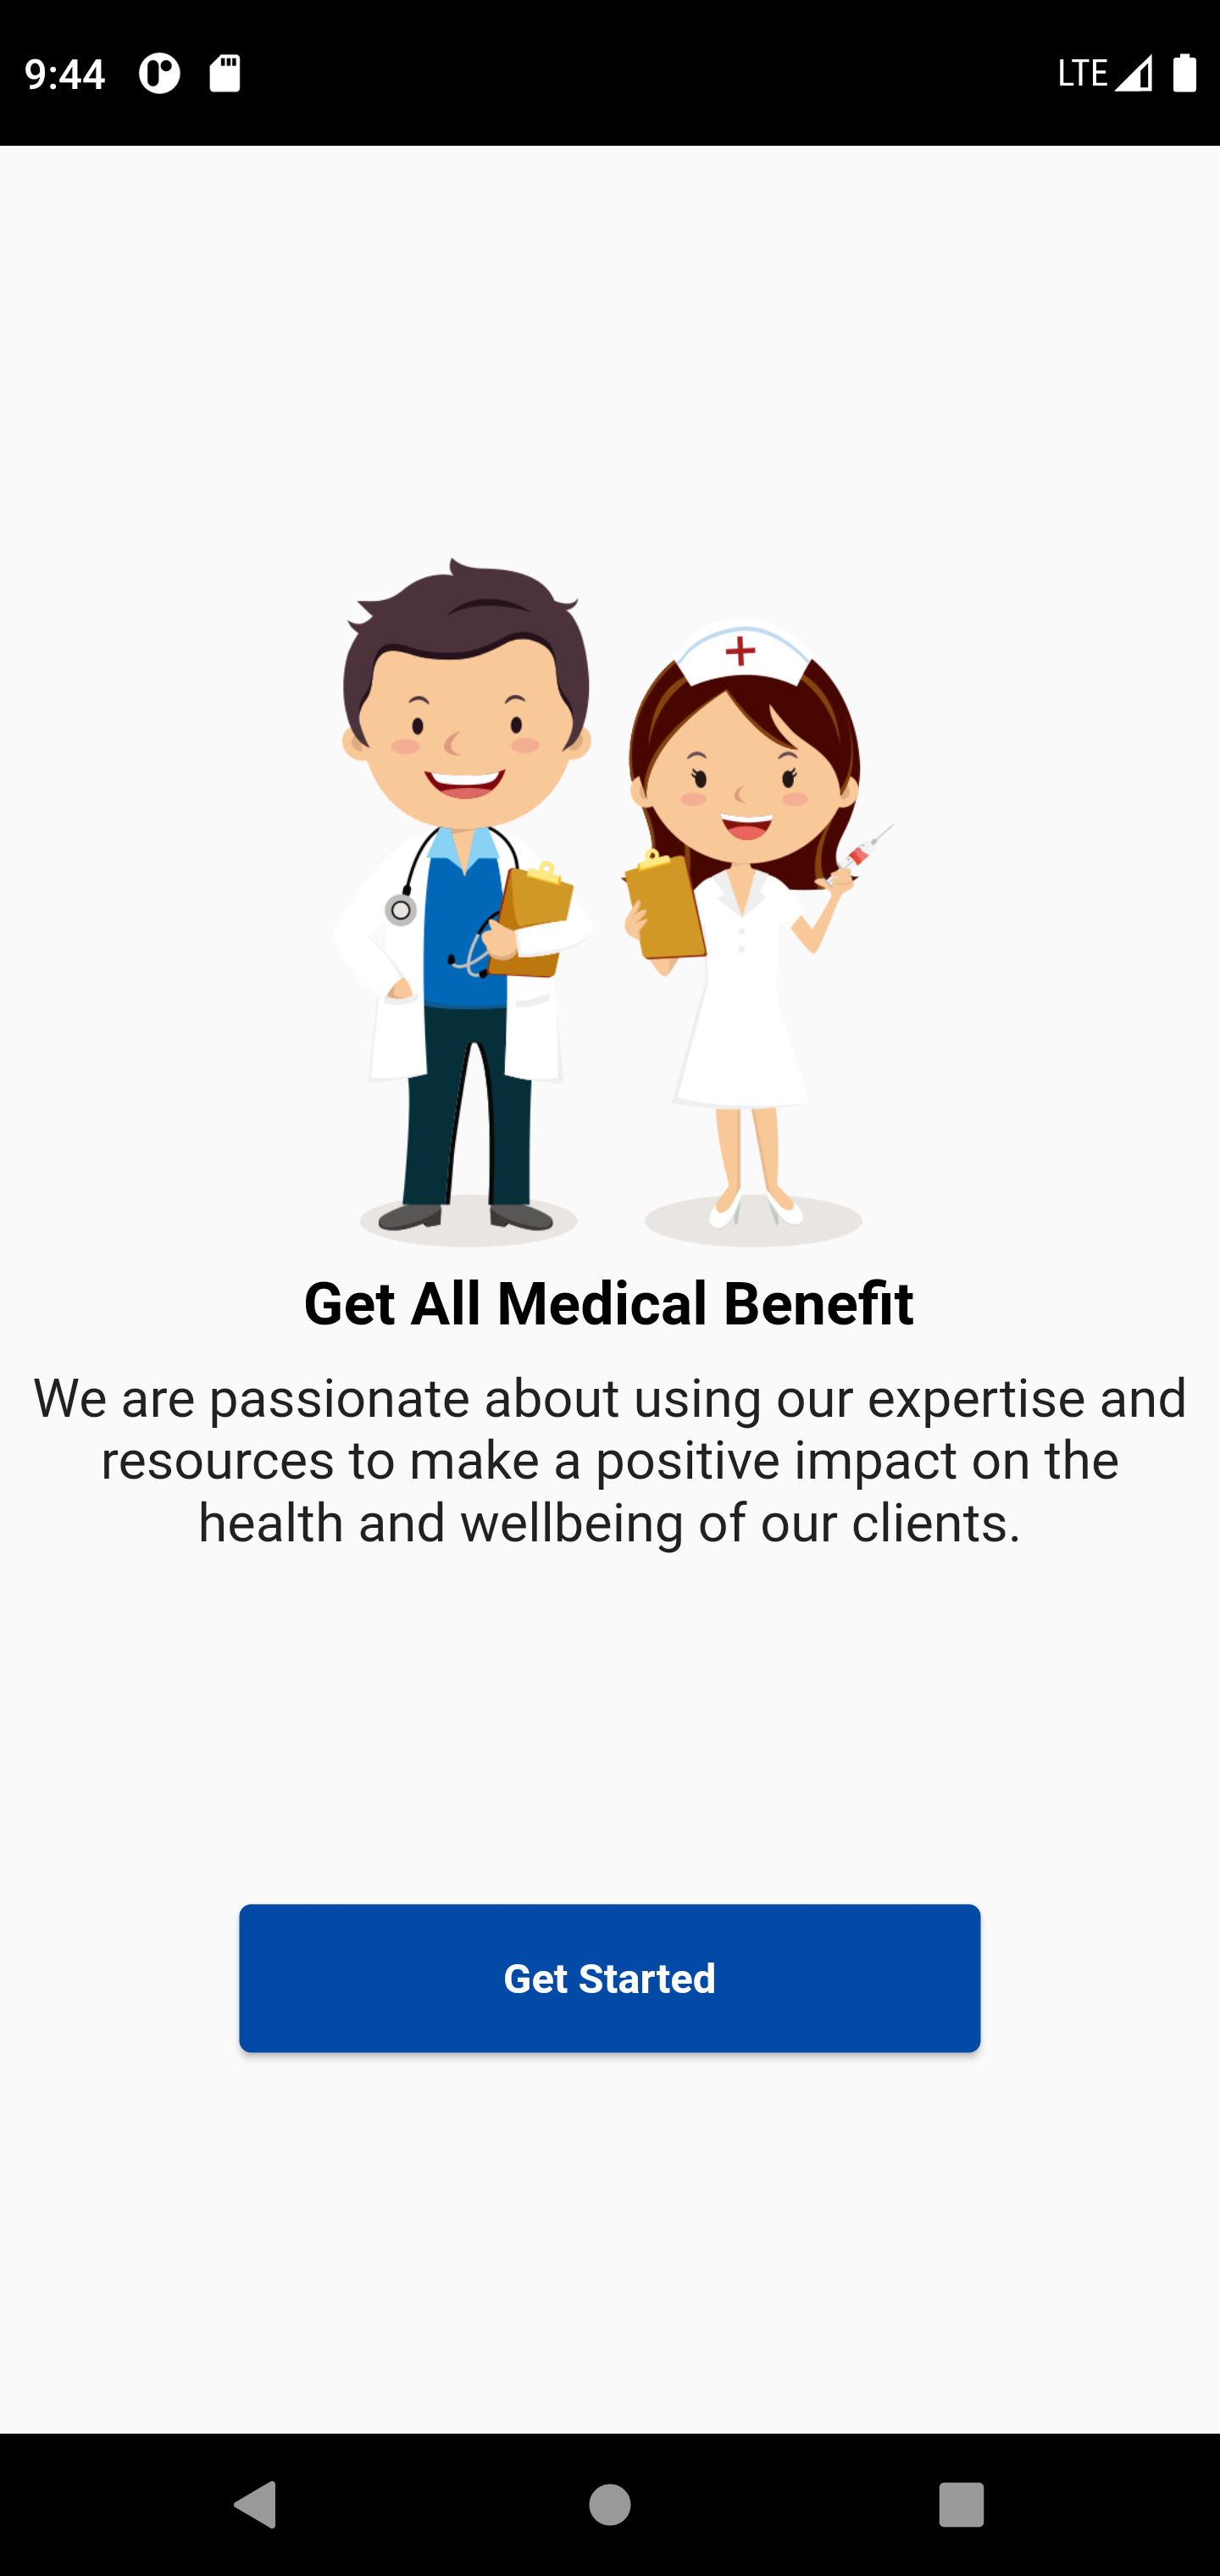 9:44
LTE
Get All Medical Benefit
We are passionate about using our expertise and
resources to make a positive impact on the
health and wellbeing of our clients.
Get Started